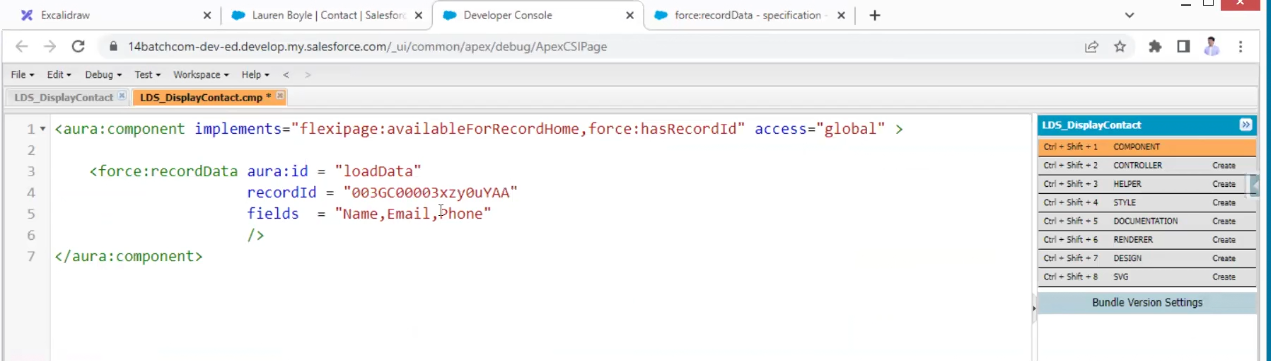 Excalidraw
Lauren Boyle | Contact | Salesforc
Developer Console
force:recordData - specification -
14batchcom-dev-ed.develop.my.salesforce.com/_ui/common/apex/debug/ApexCSIPage
File Edit Debug Test Workspace Help < >
LDS_DisplayContact
LDS_DisplayContact.cmp *
1 <aura:component implements="flexipage:availableForRecordHome,force:hasRecordId" access="global" >
2
3 <force:recordData aura:id = "loadData"
4 recordId = "003GC00003xzy0uYAA"
5 fields = "Name,Email,Phone"
6 />
7 </aura:component>
LDS_DisplayContact
Ctrl + Shift + 1 COMPONENT
Ctrl + Shift + 2 CONTROLLER Create
Ctrl + Shift + 3 HELPER Create
Ctrl + Shift + 4 STYLE Create
Ctrl + Shift + 5 DOCUMENTATION Create
Ctrl + Shift + 6 RENDERER Create
Ctrl + Shift + 7 DESIGN Create
Ctrl + Shift + 8 SVG Create
Bundle Version Settings